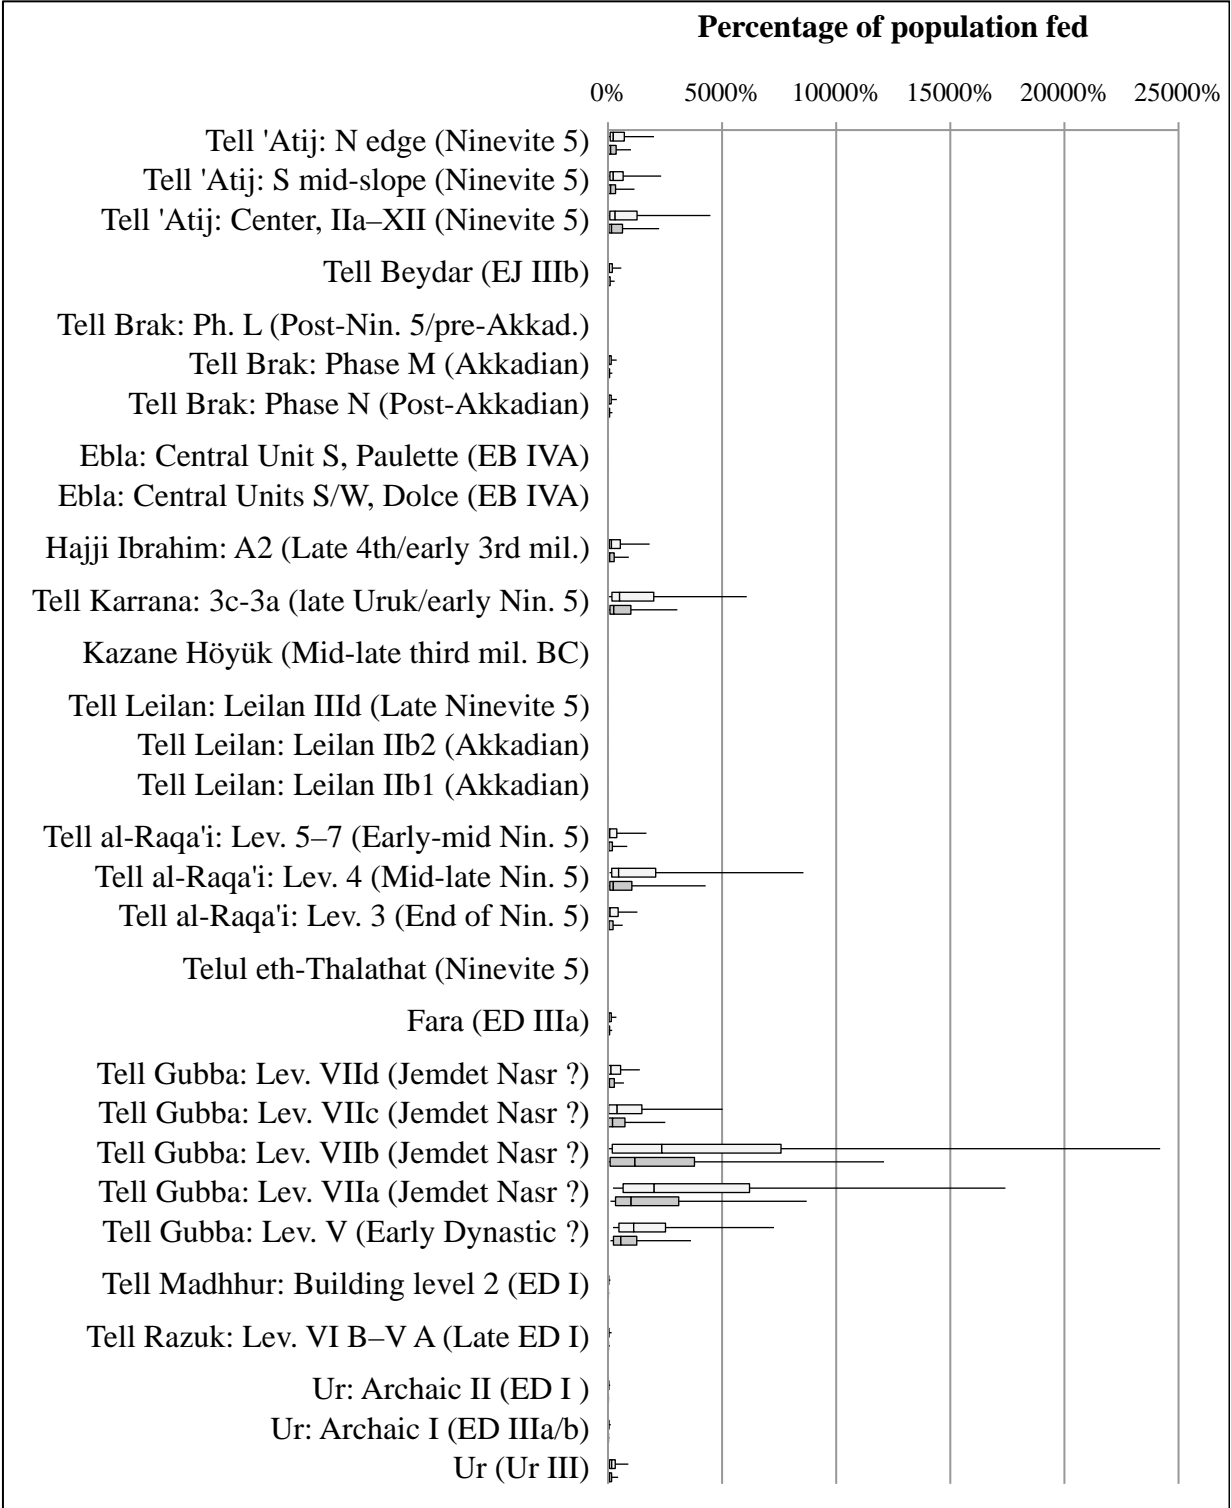 Percentage of population fed
0% 5000% 10000% 15000% 20000% 25000%
Tell 'Atij: N edge (Ninevite 5)
Tell 'Atij: S mid-slope (Ninevite 5)
Tell 'Atij: Center, IIa–XII (Ninevite 5)
Tell Beydar (EJ IIIb)
Tell Brak: Ph. L (Post-Nin. 5/pre-Akkad.)
Tell Brak: Phase M (Akkadian)
Tell Brak: Phase N (Post-Akkadian)
Ebla: Central Unit S, Paulette (EB IVA)
Ebla: Central Units S/W, Dolce (EB IVA)
Hajji Ibrahim: A2 (Late 4th/early 3rd mil.)
Tell Karrana: 3c-3a (late Uruk/early Nin. 5)
Kazane Höyük (Mid-late third mil. BC)
Tell Leilan: Leilan IIId (Late Ninevite 5)
Tell Leilan: Leilan IIb2 (Akkadian)
Tell Leilan: Leilan IIb1 (Akkadian)
Tell al-Raqa'i: Lev. 5–7 (Early-mid Nin. 5)
Tell al-Raqa'i: Lev. 4 (Mid-late Nin. 5)
Tell al-Raqa'i: Lev. 3 (End of Nin. 5)
Telul eth-Thalathat (Ninevite 5)
Fara (ED IIIa)
Tell Gubba: Lev. VIId (Jemdet Nasr ?)
Tell Gubba: Lev. VIIc (Jemdet Nasr ?)
Tell Gubba: Lev. VIIb (Jemdet Nasr ?)
Tell Gubba: Lev. VIIa (Jemdet Nasr ?)
Tell Gubba: Lev. V (Early Dynastic ?)
Tell Madhhur: Building level 2 (ED I)
Tell Razuk: Lev. VI B–V A (Late ED I)
Ur: Archaic II (ED I )
Ur: Archaic I (ED IIIa/b)
Ur (Ur III)